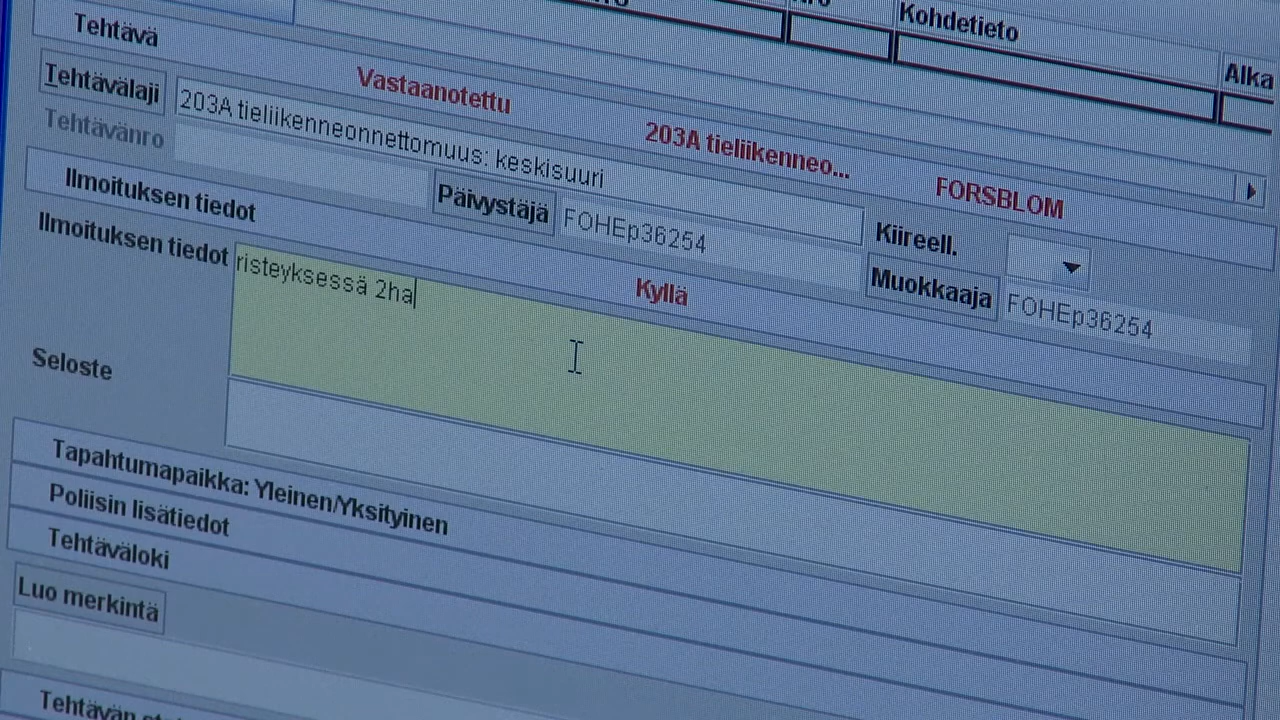 Kohdetieto
Alka
Tehtävä
Vastaanotettu
203A tieliikenneo...
FORSBLOM
Tehtävälaji
203A tieliikenneonnettomuus: keskisuuri
Kiireell.
Tehtävänro
Päivystäjä
FOHEp36254
Muokkaaja
FOHEp36254
Ilmoituksen tiedot
Kyllä
Ilmoituksen tiedot
risteyksessä 2ha
Seloste
Tapahtumapaikka: Yleinen/Yksityinen
Poliisin lisätiedot
Tehtäväloki
Luo merkintä
Tehtävän